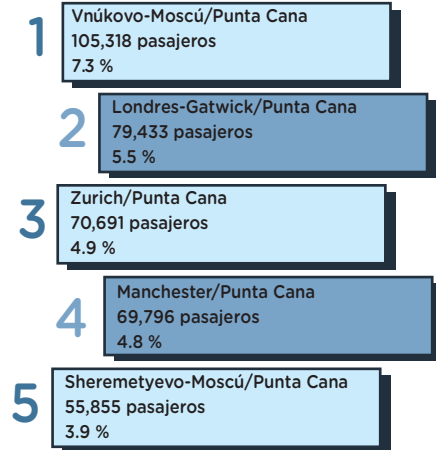 1
Vnúkovo-Moscú/Punta Cana
105,318 pasajeros
7.3 %
2
Londres-Gatwick/Punta Cana
79,433 pasajeros
5.5 %
3
Zurich/Punta Cana
70,691 pasajeros
4.9 %
4
Manchester/Punta Cana
69,796 pasajeros
4.8 %
5
Sheremetyevo-Moscú/Punta Cana
55,855 pasajeros
3.9 %